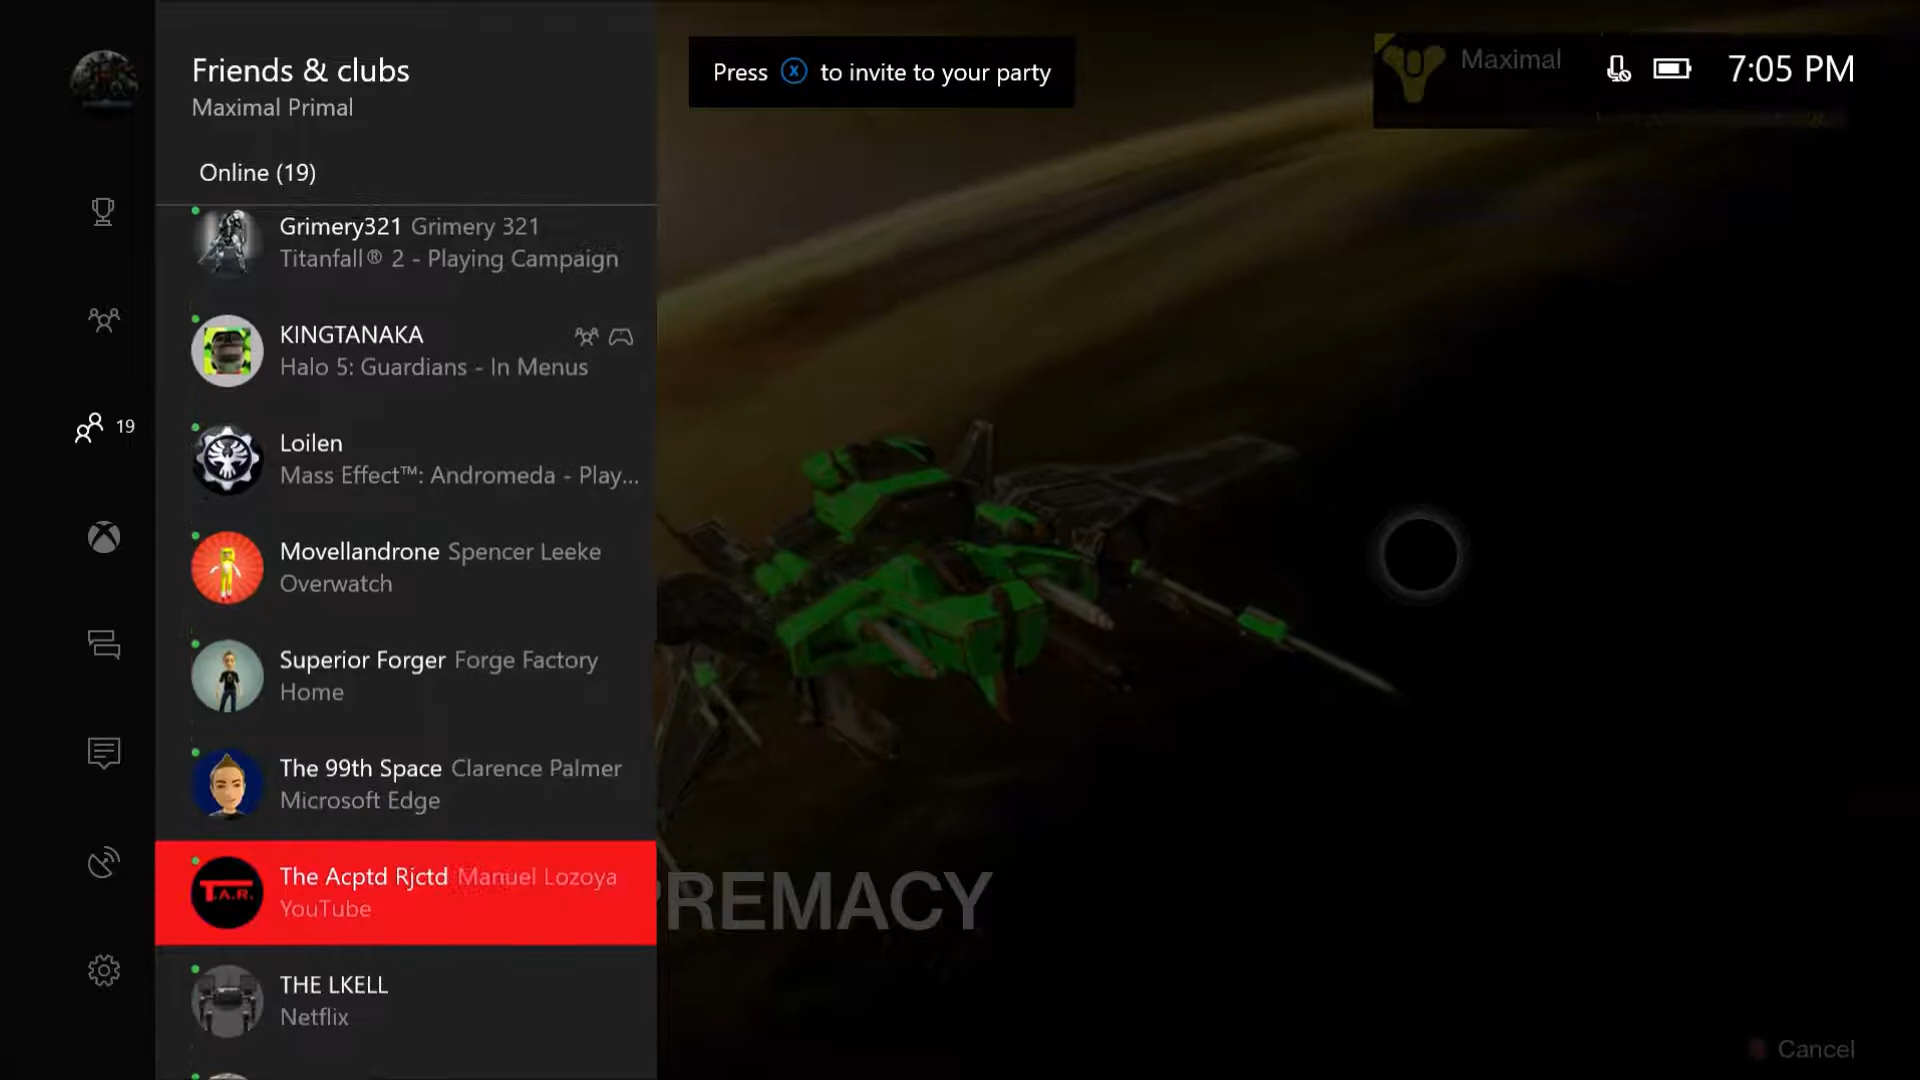 Friends & clubs
Maximal Primal
Press X to invite to your party
Maximal
7:05 PM
Online (19)
Grimery321 Grimery 321
Titanfall® 2 - Playing Campaign
KINGTANAKA
Halo 5: Guardians - In Menus
19
Loilen
Mass Effect™: Andromeda - Play...
Movellandrone Spencer Leeke
Overwatch
Superior Forger Forge Factory
Home
The 99th Space Clarence Palmer
Microsoft Edge
The Acptd Rjctd Manuel Lozoya
YouTube
T.A.R.
PREMACY
THE LKELL
Netflix
Cancel